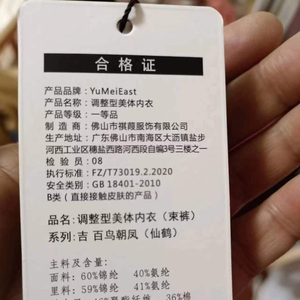 合格证
产品品牌：YuMeiEast
产品名称：调整型美体内衣
产品等级：一等品
制造商：佛山市祺葭服饰有限公司
生产地址：广东佛山市南海区大沥镇盐步
河西工业区穗盐西路河西段自编3号三楼之一
检验员：08
执行标准：FZ/T73019.2.2020
安全类别：GB 18401-2010
B类（直接接触皮肤的产品）
品名：调整型美体内衣（束裤）
系列：吉 百鸟朝凤（仙鹤）
主料及含量：
面料：60%锦纶 40%氨纶
里料：59%锦纶 41%氨纶
36%棉